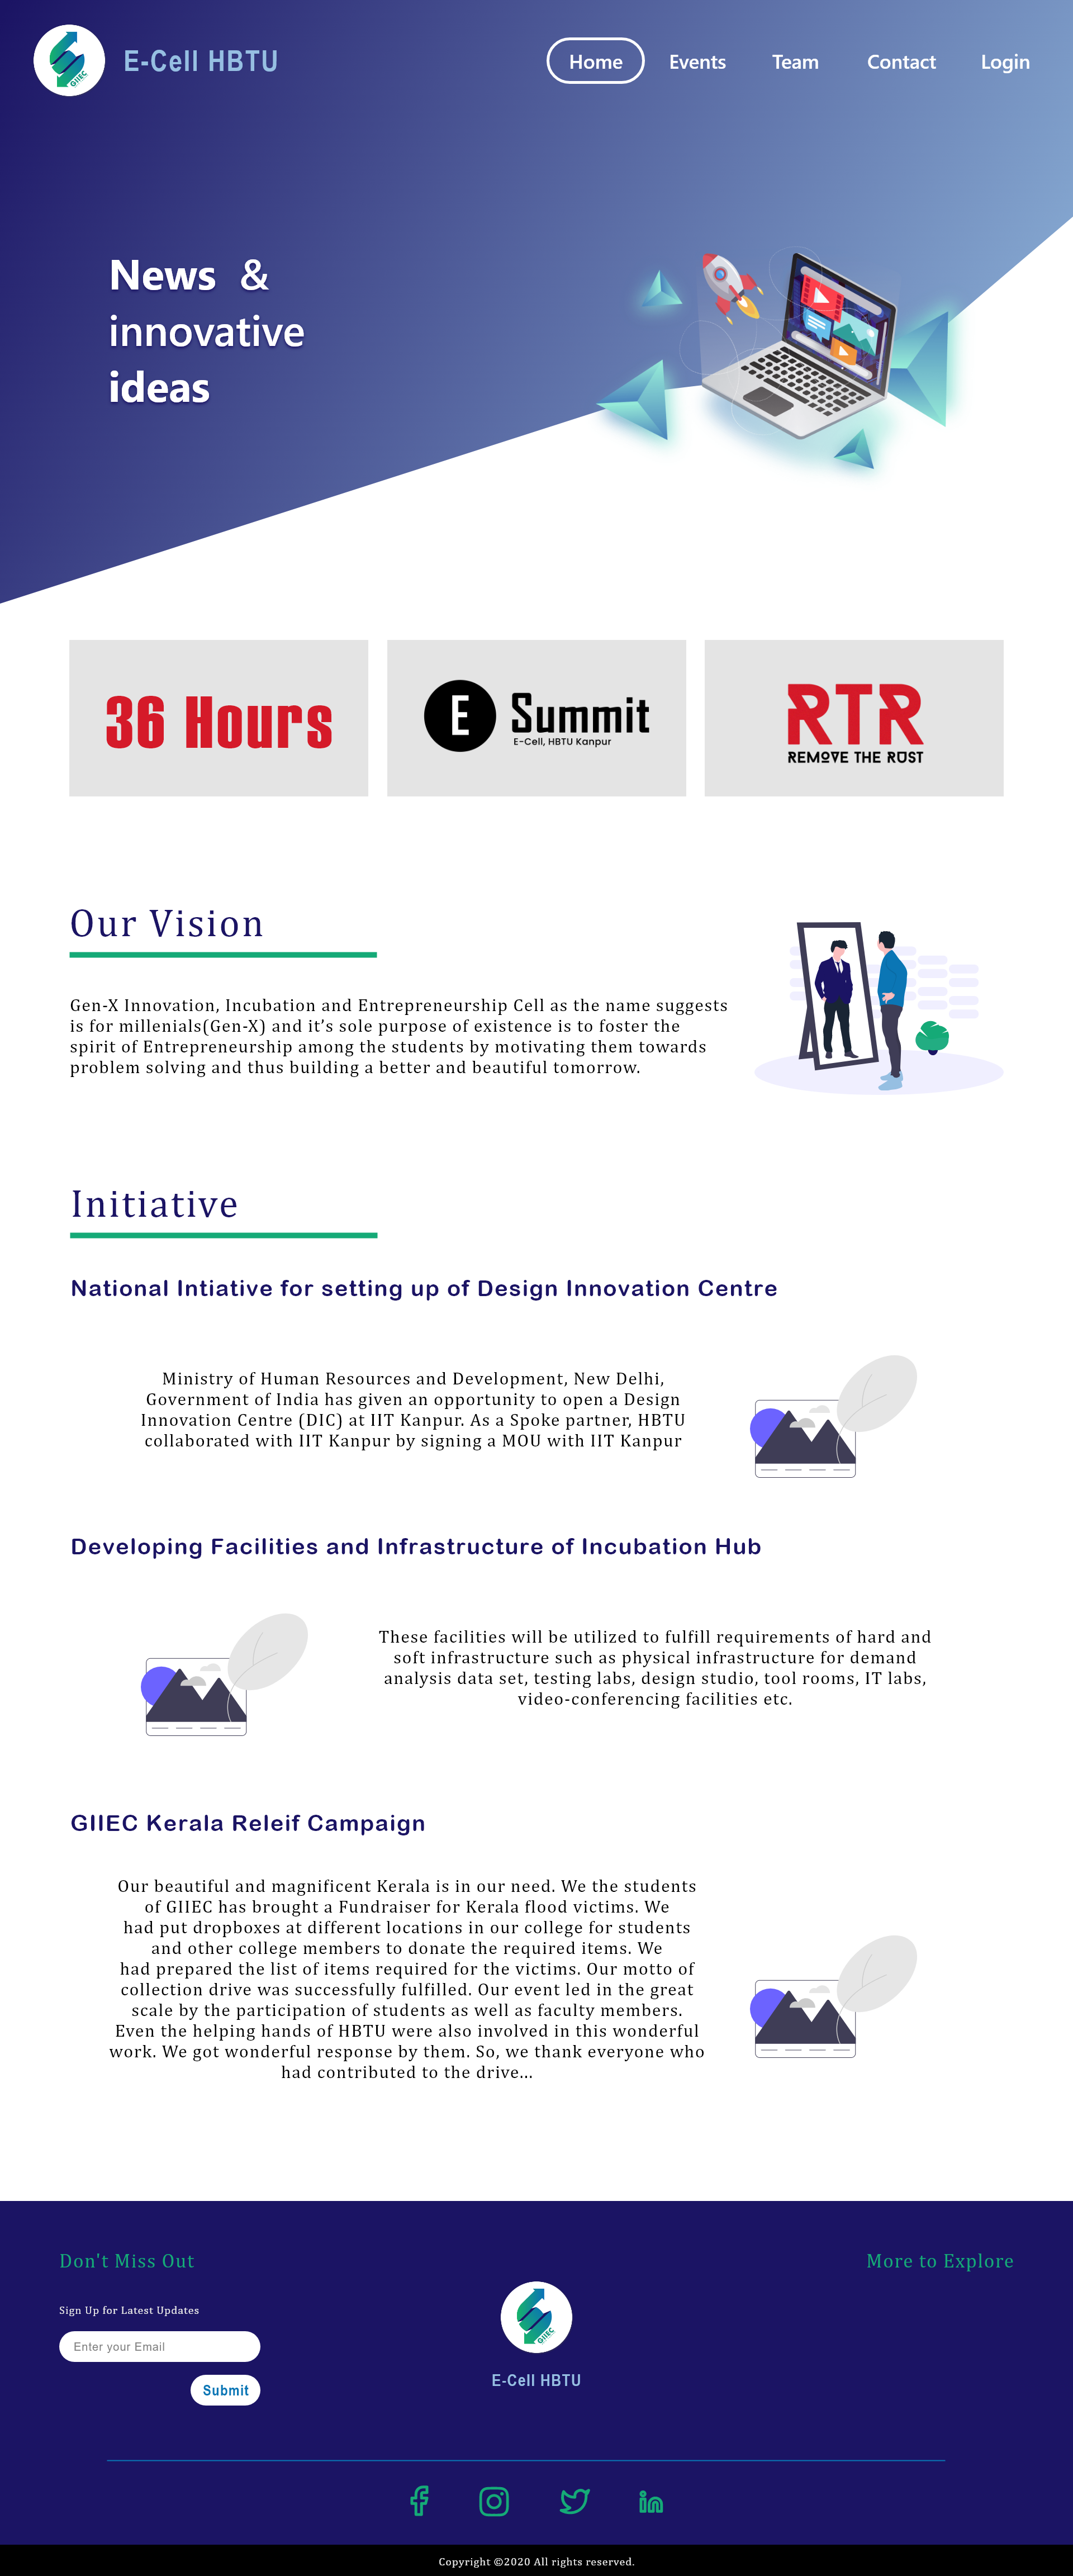 GIIEC
E-Cell HBTU
Home
Events
Team
Contact
Login
News &
innovative
ideas
36 Hours
E Summit
E-Cell, HBTU Kanpur
RTR
REMOVE THE RUST
Our Vision
Gen-X Innovation, Incubation and Entrepreneurship Cell as the name suggests
is for millenials(Gen-X) and it’s sole purpose of existence is to foster the
spirit of Entrepreneurship among the students by motivating them towards
problem solving and thus building a better and beautiful tomorrow.
Initiative
National Intiative for setting up of Design Innovation Centre
Ministry of Human Resources and Development, New Delhi,
Government of India has given an opportunity to open a Design
Innovation Centre (DIC) at IIT Kanpur. As a Spoke partner, HBTU
collaborated with IIT Kanpur by signing a MOU with IIT Kanpur
Developing Facilities and Infrastructure of Incubation Hub
These facilities will be utilized to fulfill requirements of hard and
soft infrastructure such as physical infrastructure for demand
analysis data set, testing labs, design studio, tool rooms, IT labs,
video-conferencing facilities etc.
GIIEC Kerala Releif Campaign
Our beautiful and magnificent Kerala is in our need. We the students
of GIIEC has brought a Fundraiser for Kerala flood victims. We
had put dropboxes at different locations in our college for students
and other college members to donate the required items. We
had prepared the list of items required for the victims. Our motto of
collection drive was successfully fulfilled. Our event led in the great
scale by the participation of students as well as faculty members.
Even the helping hands of HBTU were also involved in this wonderful
work. We got wonderful response by them. So, we thank everyone who
had contributed to the drive...
Don't Miss Out
More to Explore
Sign Up for Latest Updates
Enter your Email
Submit
GIIEC
E-Cell HBTU
Copyright ©2020 All rights reserved.